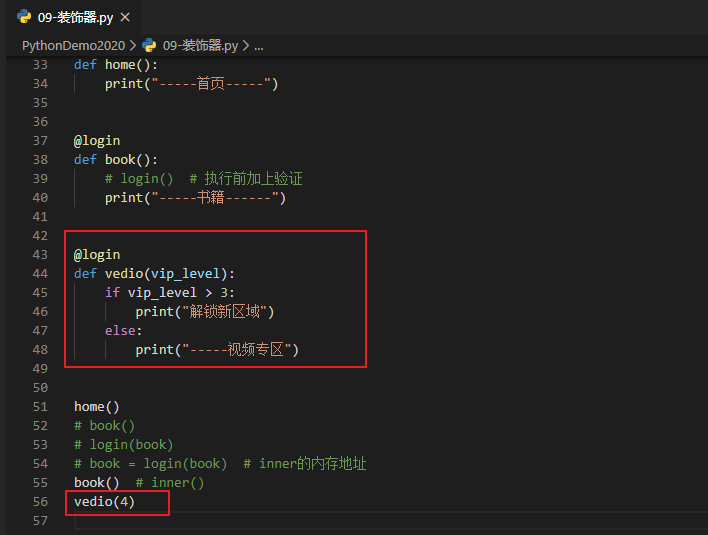 09-装饰器.py ×
PythonDemo2020 > 09-装饰器.py > ...
33 def home():
34     print("-----首页-----")
35
36
37 @login
38 def book():
39     # login()  # 执行前加上验证
40     print("-----书籍------")
41
42
43 @login
44 def vedio(vip_level):
45     if vip_level > 3:
46         print("解锁新区域")
47     else:
48         print("-----视频专区")
49
50
51 home()
52 # book()
53 # login(book)
54 # book = login(book)  # inner的内存地址
55 book()  # inner()
56 vedio(4)
57